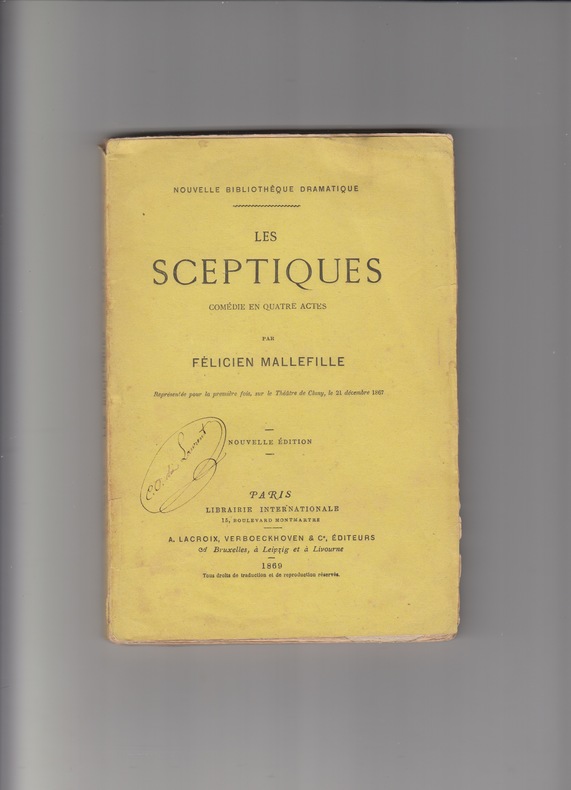 NOUVELLE BIBLIOTHÈQUE DRAMATIQUE
LES
SCEPTIQUES
COMÉDIE EN QUATRE ACTES
PAR
FÉLICIEN MALLEFILLE
Représentée pour la première fois, sur le Théâtre de Cluny, le 21 décembre 1867
NOUVELLE ÉDITION
PARIS
LIBRAIRIE INTERNATIONALE
15, BOULEVARD MONTMARTRE
A. LACROIX, VERBOECKHOVEN & Cᵉ, ÉDITEURS
Bruxelles, à Leipzig et à Livourne
1869
Tous droits de traduction et de reproduction réservés.